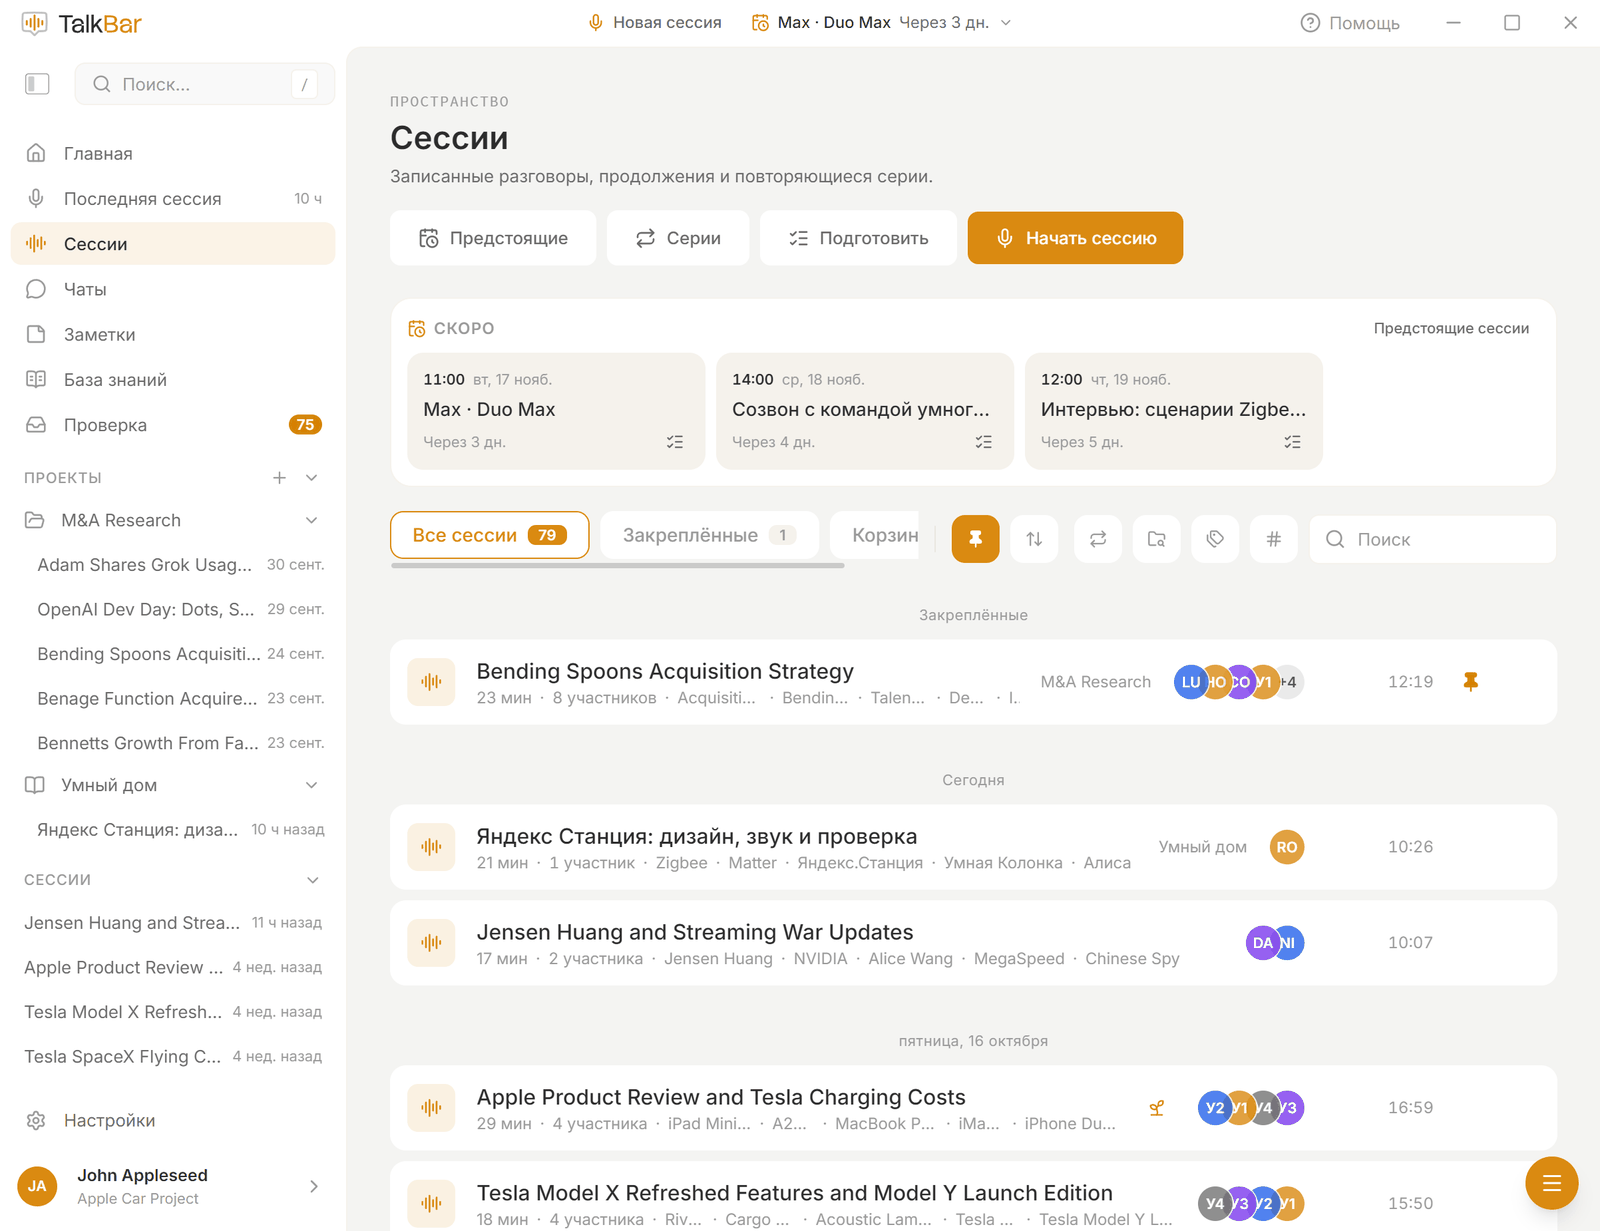 TalkBar
Новая сессия
Max · Duo Max Через 3 дн.
Помощь
Поиск...
/
Главная
Последняя сессия 10 ч
Сессии
Чаты
Заметки
База знаний
Проверка 75
ПРОЕКТЫ
M&A Research
Adam Shares Grok Usag... 30 сент.
OpenAI Dev Day: Dots, S... 29 сент.
Bending Spoons Acquisiti... 24 сент.
Benage Function Acquire... 23 сент.
Bennetts Growth From Fa... 23 сент.
Умный дом
Яндекс Станция: диза... 10 ч назад
СЕССИИ
Jensen Huang and Strea... 11 ч назад
Apple Product Review ... 4 нед. назад
Tesla Model X Refresh... 4 нед. назад
Tesla SpaceX Flying C... 4 нед. назад
Настройки
JA
John Appleseed
Apple Car Project
ПРОСТРАНСТВО
Сессии
Записанные разговоры, продолжения и повторяющиеся серии.
Предстоящие
Серии
Подготовить
Начать сессию
СКОРО
Предстоящие сессии
11:00 вт, 17 нояб.
Max · Duo Max
Через 3 дн.
14:00 ср, 18 нояб.
Созвон с командой умног...
Через 4 дн.
12:00 чт, 19 нояб.
Интервью: сценарии Zigbe...
Через 5 дн.
Все сессии 79
Закреплённые 1
Корзин
Поиск
Закреплённые
Bending Spoons Acquisition Strategy
23 мин · 8 участников · Acquisiti... · Bendin... · Talen... · De... · I..
M&A Research
LU НО СО У1 +4
12:19
Сегодня
Яндекс Станция: дизайн, звук и проверка
21 мин · 1 участник · Zigbee · Matter · Яндекс.Станция · Умная Колонка · Алиса
Умный дом
RO
10:26
Jensen Huang and Streaming War Updates
17 мин · 2 участника · Jensen Huang · NVIDIA · Alice Wang · MegaSpeed · Chinese Spy
DA NI
10:07
пятница, 16 октября
Apple Product Review and Tesla Charging Costs
29 мин · 4 участника · iPad Mini... · A2... · MacBook P... · iMa... · iPhone Du...
У2 У1 У4 У3
16:59
Tesla Model X Refreshed Features and Model Y Launch Edition
18 мин · 4 участника · Riv... · Cargo ... · Acoustic Lam... · Tesla ... · Tesla Model Y L...
У4 У3 У2 У1
15:50